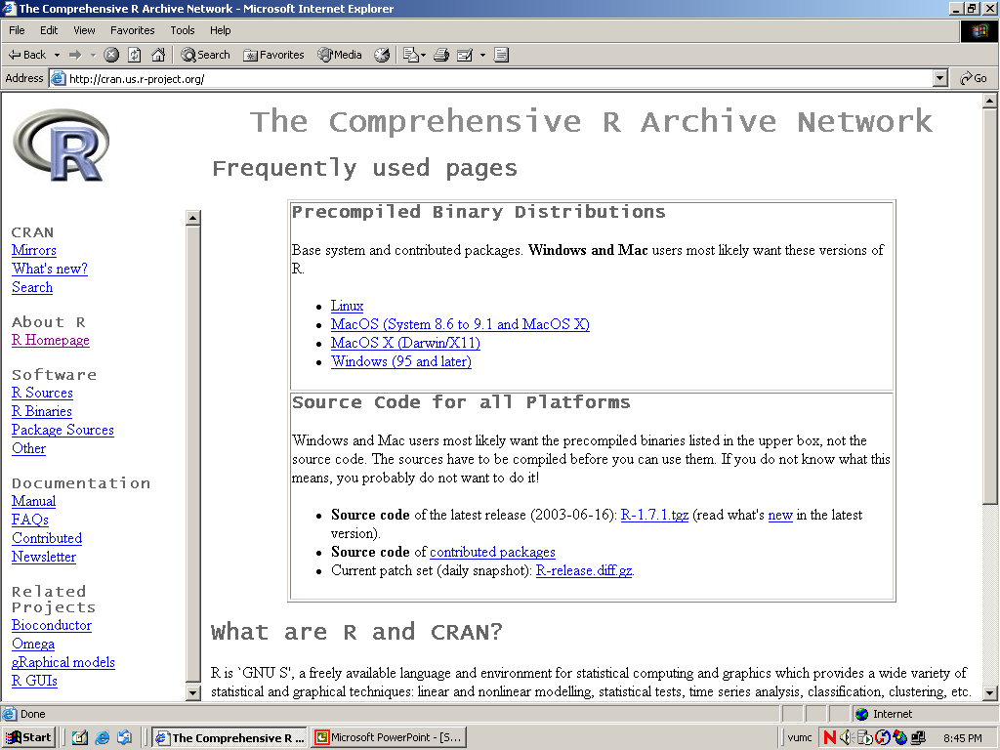 The Comprehensive R Archive Network - Microsoft Internet Explorer
File Edit View Favorites Tools Help
Back Search Favorites Media
Address http://cran.us.r-project.org/ Go
R
CRAN
Mirrors
What's new?
Search
About R
R Homepage
Software
R Sources
R Binaries
Package Sources
Other
Documentation
Manual
FAQs
Contributed
Newsletter
Related
Projects
Bioconductor
Omega
gRaphical models
R GUIs
The Comprehensive R Archive Network
Frequently used pages
Precompiled Binary Distributions
Base system and contributed packages. Windows and Mac users most likely want these versions of
R.
• Linux
• MacOS (System 8.6 to 9.1 and MacOS X)
• MacOS X (Darwin/X11)
• Windows (95 and later)
Source Code for all Platforms
Windows and Mac users most likely want the precompiled binaries listed in the upper box, not the
source code. The sources have to be compiled before you can use them. If you do not know what this
means, you probably do not want to do it!
• Source code of the latest release (2003-06-16): R-1.7.1.tgz (read what's new in the latest
version).
• Source code of contributed packages
• Current patch set (daily snapshot): R-release.diff.gz.
What are R and CRAN?
R is `GNU S', a freely available language and environment for statistical computing and graphics which provides a wide variety of
statistical and graphical techniques: linear and nonlinear modelling, statistical tests, time series analysis, classification, clustering, etc.
Done Internet
Start The Comprehensive R ... Microsoft PowerPoint - [S... vumc N 8:45 PM